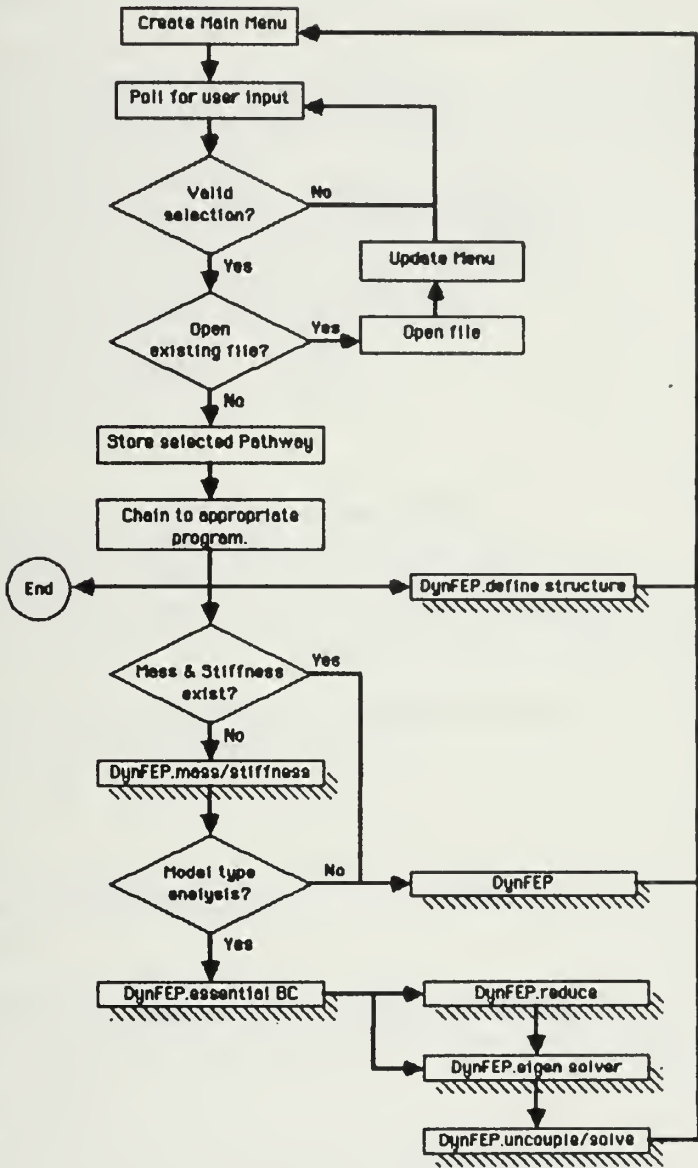 Create Main Menu
Poll for user input
Valid
selection?
No
Yes
Update Menu
Open
existing file?
Yes
Open file
No
Store selected Pathway
Chain to appropriate
program.
End
DynFEP.define structure
Mass & Stiffness
exist?
Yes
No
DynFEP.mass/stiffness
Model type
analysis?
No
DynFEP
Yes
DynFEP.essential BC
DynFEP.reduce
DynFEP.eigen solver
DynFEP.uncouple/solve